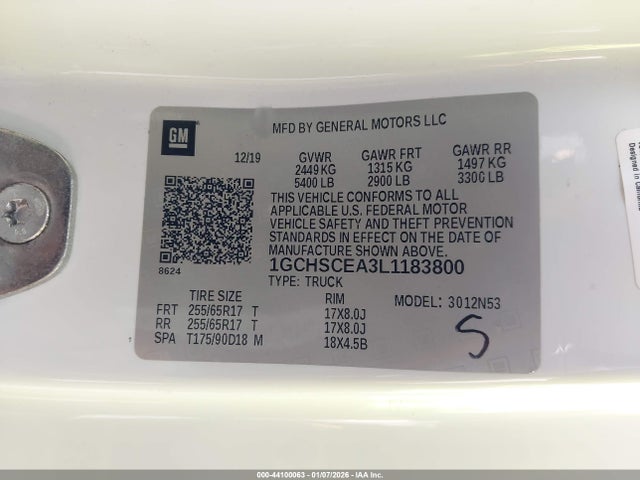 GM
MFD BY GENERAL MOTORS LLC
12/19 GVWR GAWR FRT GAWR RR
2449 KG 1315 KG 1497 KG
5400 LB 2900 LB 3300 LB
THIS VEHICLE CONFORMS TO ALL
APPLICABLE U.S. FEDERAL MOTOR
VEHICLE SAFETY AND THEFT PREVENTION
STANDARDS IN EFFECT ON THE DATE OF
MANUFACTURE SHOWN ABOVE.
8624 1GCHSCEA3L1183800
TYPE: TRUCK
TIRE SIZE RIM MODEL: 3012N53
FRT 255/65R17 T 17X8.0J
RR 255/65R17 T 17X8.0J
SPA T175/90D18 M 18X4.5B
S
Designed in California
000-44100063 - 01/07/2026 - IAA Inc.